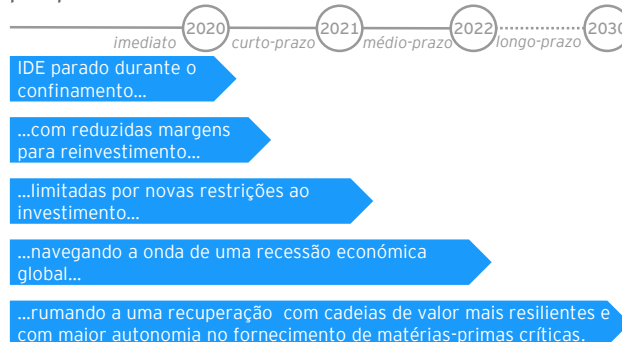 2020
2021
2022
2030
imediato
curto-prazo
médio-prazo
longo-prazo
IDE parado durante o
confinamento...
...com reduzidas margens
para reinvestimento...
...limitadas por novas restrições ao
investimento...
...navegando a onda de uma recessão económica
global...
...rumando a uma recuperação com cadeias de valor mais resilientes e
com maior autonomia no fornecimento de matérias-primas críticas.